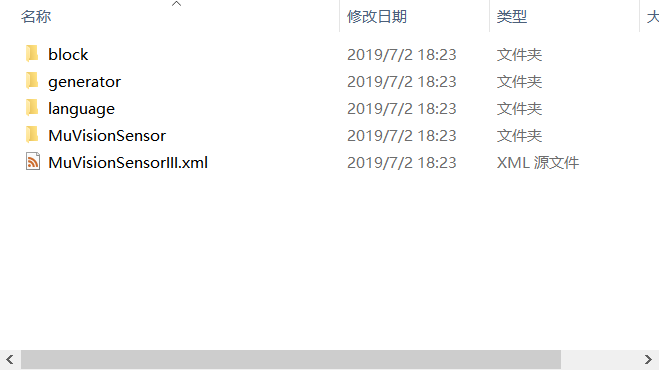 名称 修改日期 类型 大
block 2019/7/2 18:23 文件夹
generator 2019/7/2 18:23 文件夹
language 2019/7/2 18:23 文件夹
MuVisionSensor 2019/7/2 18:23 文件夹
MuVisionSensorIII.xml 2019/7/2 18:23 XML 源文件